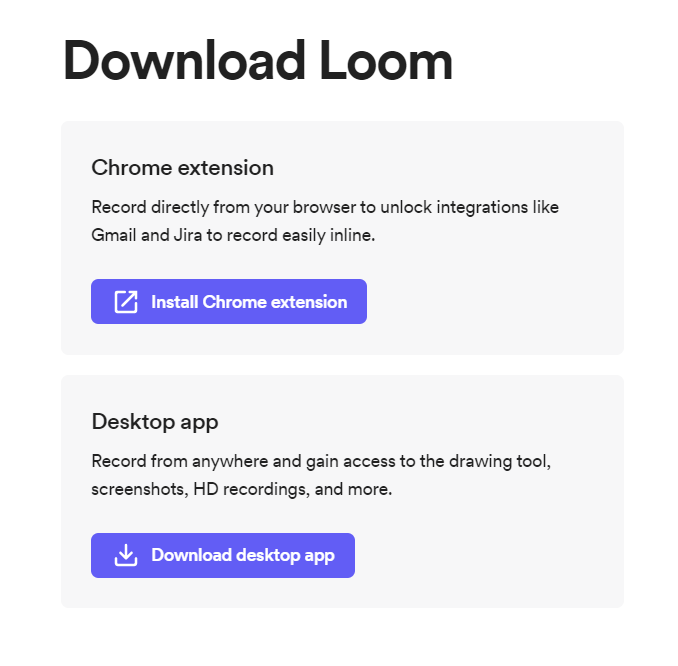 Download Loom
Chrome extension
Record directly from your browser to unlock integrations like
Gmail and Jira to record easily inline.
Install Chrome extension
Desktop app
Record from anywhere and gain access to the drawing tool,
screenshots, HD recordings, and more.
Download desktop app